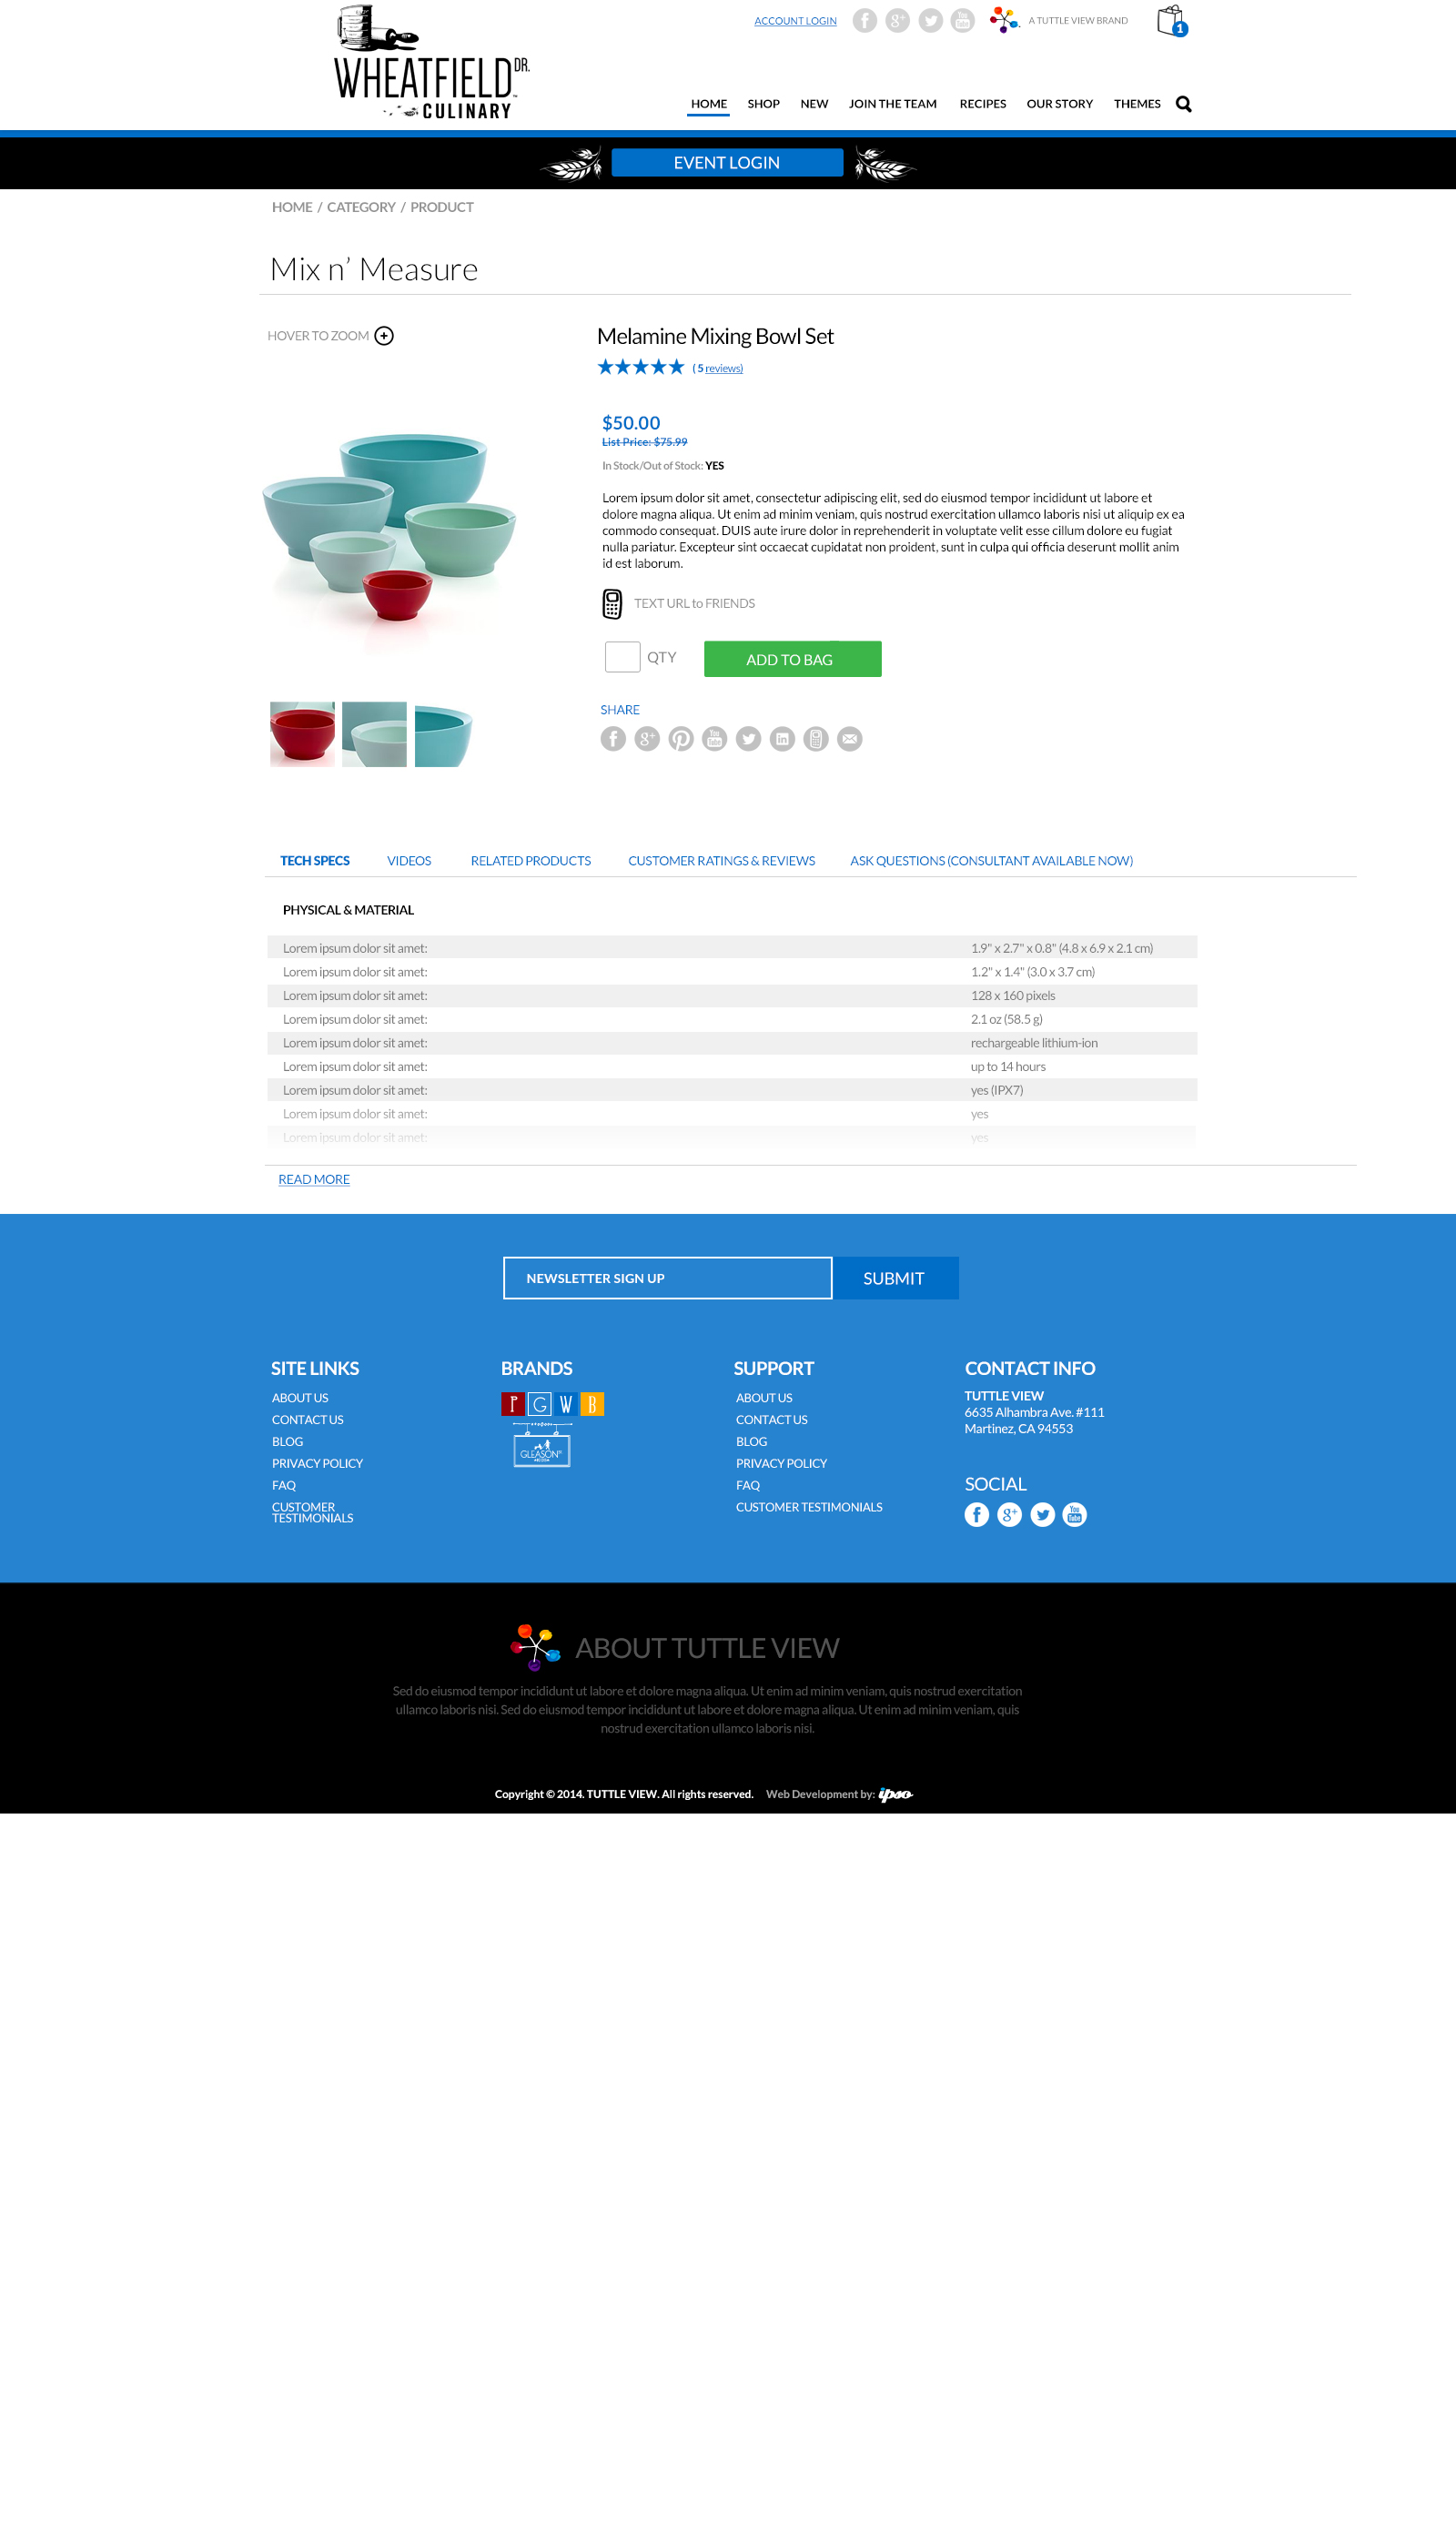 ACCOUNT LOGIN
A TUTTLE VIEW BRAND
1
WHEATFIELD DR.
CULINARY
HOME SHOP NEW JOIN THE TEAM RECIPES OUR STORY THEMES
EVENT LOGIN
HOME / CATEGORY / PRODUCT
Mix n’ Measure
HOVER TO ZOOM
Melamine Mixing Bowl Set
( 5 reviews)
$50.00
List Price: $75.99
In Stock/Out of Stock: YES
Lorem ipsum dolor sit amet, consectetur adipiscing elit, sed do eiusmod tempor incididunt ut labore et
dolore magna aliqua. Ut enim ad minim veniam, quis nostrud exercitation ullamco laboris nisi ut aliquip ex ea
commodo consequat. DUIS aute irure dolor in reprehenderit in voluptate velit esse cillum dolore eu fugiat
nulla pariatur. Excepteur sint occaecat cupidatat non proident, sunt in culpa qui officia deserunt mollit anim
id est laborum.
TEXT URL to FRIENDS
QTY
ADD TO BAG
SHARE
TECH SPECS VIDEOS RELATED PRODUCTS CUSTOMER RATINGS & REVIEWS ASK QUESTIONS (CONSULTANT AVAILABLE NOW)
PHYSICAL & MATERIAL
Lorem ipsum dolor sit amet: 1.9" x 2.7" x 0.8" (4.8 x 6.9 x 2.1 cm)
Lorem ipsum dolor sit amet: 1.2" x 1.4" (3.0 x 3.7 cm)
Lorem ipsum dolor sit amet: 128 x 160 pixels
Lorem ipsum dolor sit amet: 2.1 oz (58.5 g)
Lorem ipsum dolor sit amet: rechargeable lithium-ion
Lorem ipsum dolor sit amet: up to 14 hours
Lorem ipsum dolor sit amet: yes (IPX7)
Lorem ipsum dolor sit amet: yes
Lorem ipsum dolor sit amet: yes
READ MORE
NEWSLETTER SIGN UP
SUBMIT
SITE LINKS
ABOUT US
CONTACT US
BLOG
PRIVACY POLICY
FAQ
CUSTOMER
TESTIMONIALS
BRANDS
P G W B
GLEASON
SUPPORT
ABOUT US
CONTACT US
BLOG
PRIVACY POLICY
FAQ
CUSTOMER TESTIMONIALS
CONTACT INFO
TUTTLE VIEW
6635 Alhambra Ave. #111
Martinez, CA 94553
SOCIAL
ABOUT TUTTLE VIEW
Sed do eiusmod tempor incididunt ut labore et dolore magna aliqua. Ut enim ad minim veniam, quis nostrud exercitation
ullamco laboris nisi. Sed do eiusmod tempor incididunt ut labore et dolore magna aliqua. Ut enim ad minim veniam, quis
nostrud exercitation ullamco laboris nisi.
Copyright © 2014. TUTTLE VIEW. All rights reserved. Web Development by: